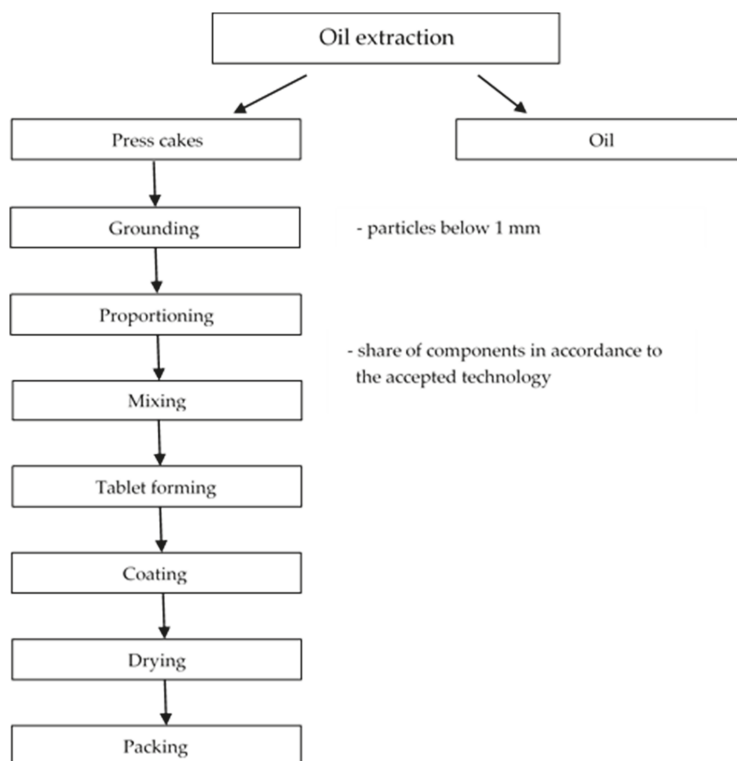 Oil extraction
Press cakes
Oil
Grounding
- particles below 1 mm
Proportioning
- share of components in accordance to
the accepted technology
Mixing
Tablet forming
Coating
Drying
Packing